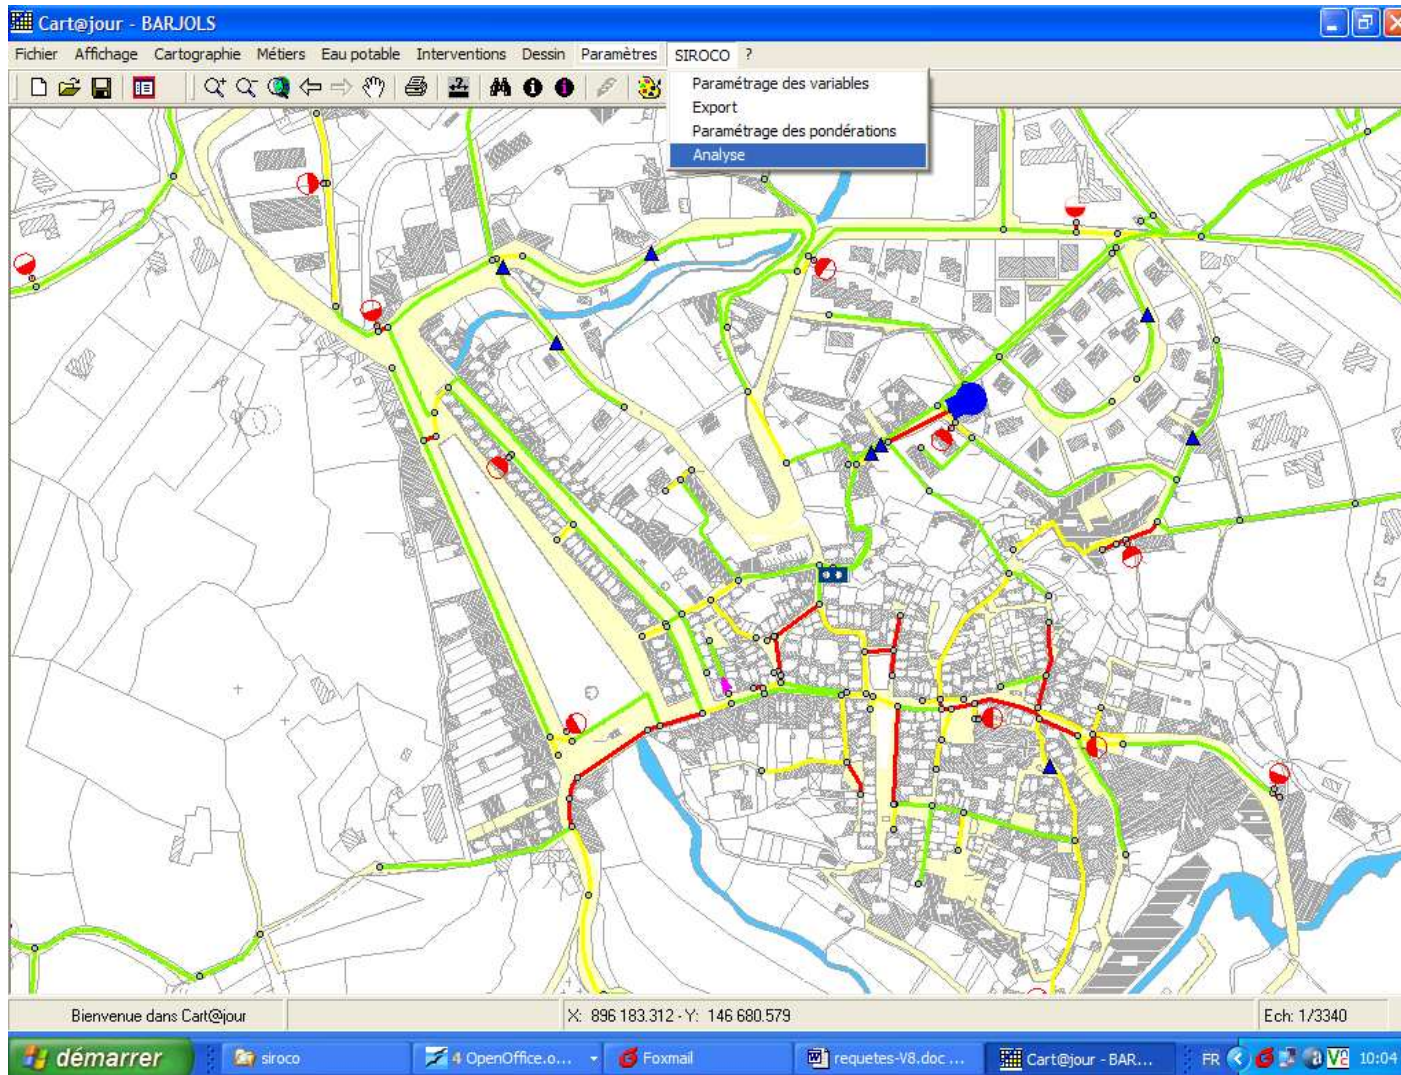 Cart@jour - BARJOLS
Fichier Affichage Cartographie Métiers Eau potable Interventions Dessin Paramètres SIROCO ?
Paramétrage des variables
Export
Paramétrage des pondérations
Analyse
Bienvenue dans Cart@jour X: 896 183.312 - Y: 146 680.579 Ech: 1/3340
démarrer siroco 4 OpenOffice.o... Foxmail requetes-V8.doc ... Cart@jour - BAR... FR 10:04